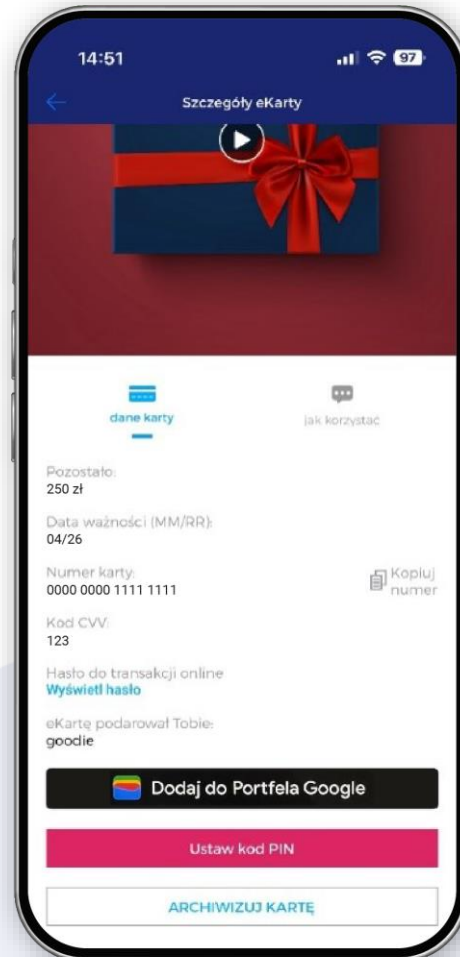 14:51
97
Szczegóły eKarty
dane karty
jak korzystać
Pozostało:
250 zł
Data ważności (MM/RR):
04/26
Numer karty:
0000 0000 1111 1111
Kopiuj
numer
Kod CVV:
123
Hasło do transakcji online
Wyświetl hasło
eKartę podarował Tobie:
goodie
Dodaj do Portfela Google
Ustaw kod PIN
ARCHIWIZUJ KARTĘ